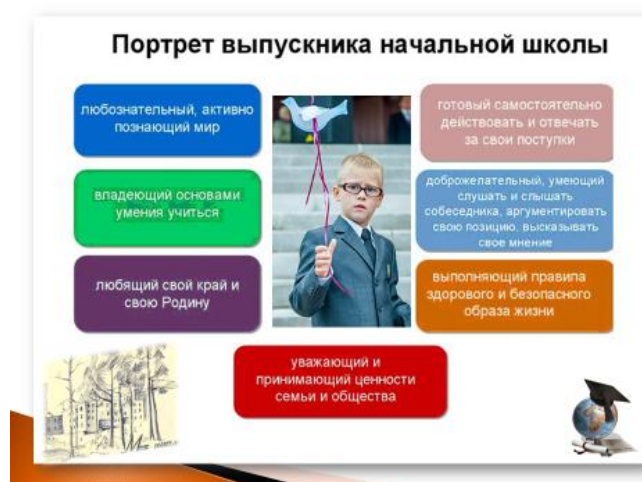 Портрет выпускника начальной школы
любознательный, активно
познающий мир
владеющий основами
умения учиться
любящий свой край и
свою Родину
готовый самостоятельно
действовать и отвечать
за свои поступки
доброжелательный, умеющий
слушать и слышать
собеседника, аргументировать
свою позицию, высказывать
свое мнение
выполняющий правила
здорового и безопасного
образа жизни
уважающий и
принимающий ценности
семьи и общества